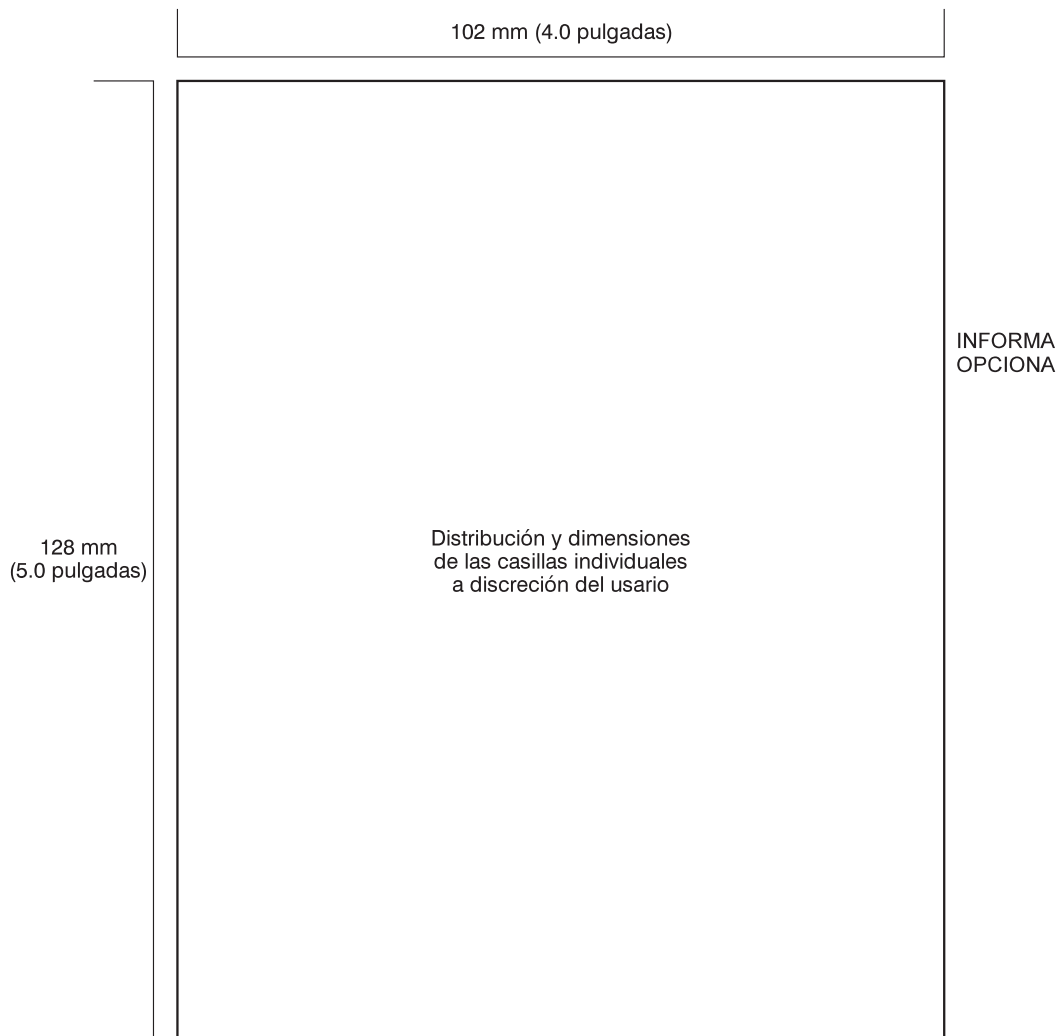 102 mm (4.0 pulgadas)
INFORMA
OPCIONA
128 mm
(5.0 pulgadas)
Distribución y dimensiones
de las casillas individuales
a discreción del usario